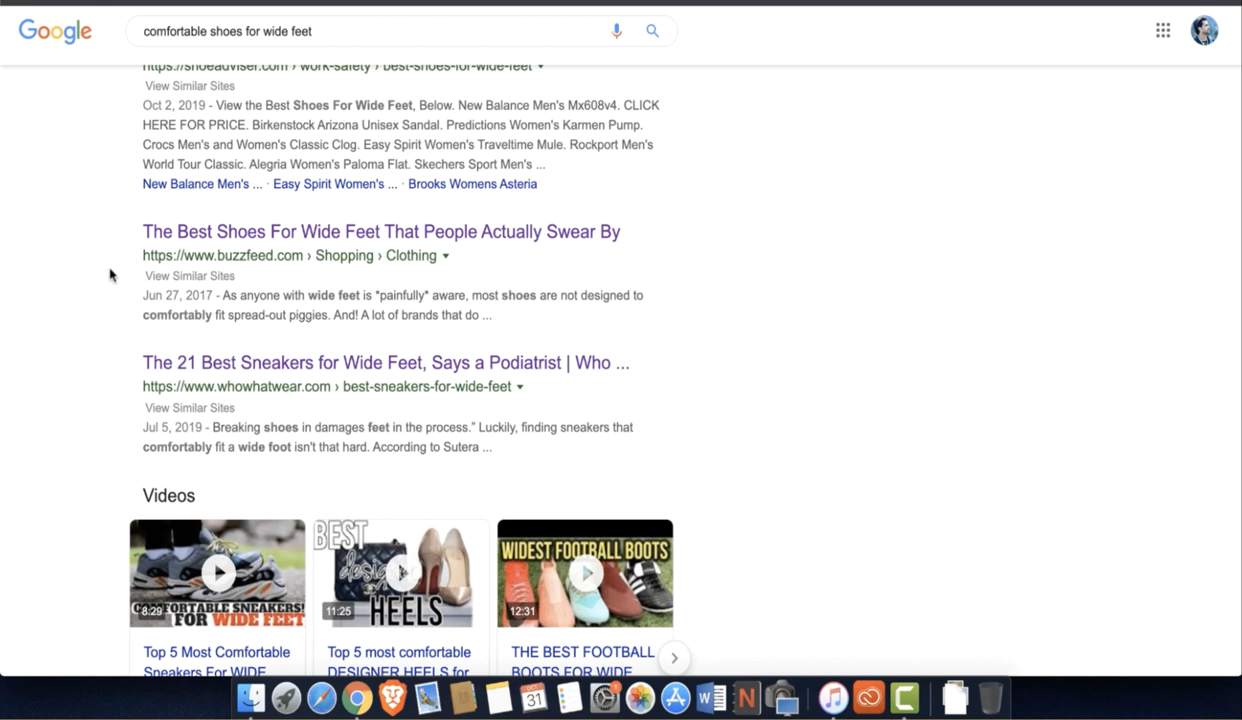 Google
comfortable shoes for wide feet
https://shoeadviser.com › work-safety › best-shoes-for-wide-feet
View Similar Sites
Oct 2, 2019 - View the Best Shoes For Wide Feet, Below. New Balance Men's Mx608v4. CLICK
HERE FOR PRICE. Birkenstock Arizona Unisex Sandal. Predictions Women's Karmen Pump.
Crocs Men's and Women's Classic Clog. Easy Spirit Women's Traveltime Mule. Rockport Men's
World Tour Classic. Alegria Women's Paloma Flat. Skechers Sport Men's ...
New Balance Men's ... · Easy Spirit Women's ... · Brooks Womens Asteria
The Best Shoes For Wide Feet That People Actually Swear By
https://www.buzzfeed.com › Shopping › Clothing
View Similar Sites
Jun 27, 2017 - As anyone with wide feet is *painfully* aware, most shoes are not designed to
comfortably fit spread-out piggies. And! A lot of brands that do ...
The 21 Best Sneakers for Wide Feet, Says a Podiatrist | Who ...
https://www.whowhatwear.com › best-sneakers-for-wide-feet
View Similar Sites
Jul 5, 2019 - Breaking shoes in damages feet in the process.” Luckily, finding sneakers that
comfortably fit a wide foot isn't that hard. According to Sutera ...
Videos
BEST
designer
HEELS
WIDEST FOOTBALL BOOTS
COMFORTABLE SNEAKERS!
FOR WIDE FEET
8:29
11:25
12:31
Top 5 Most Comfortable
Sneakers For WIDE
Top 5 most comfortable
DESIGNER HEELS for
THE BEST FOOTBALL
BOOTS FOR WIDE
OCT
31
1
W
N
C